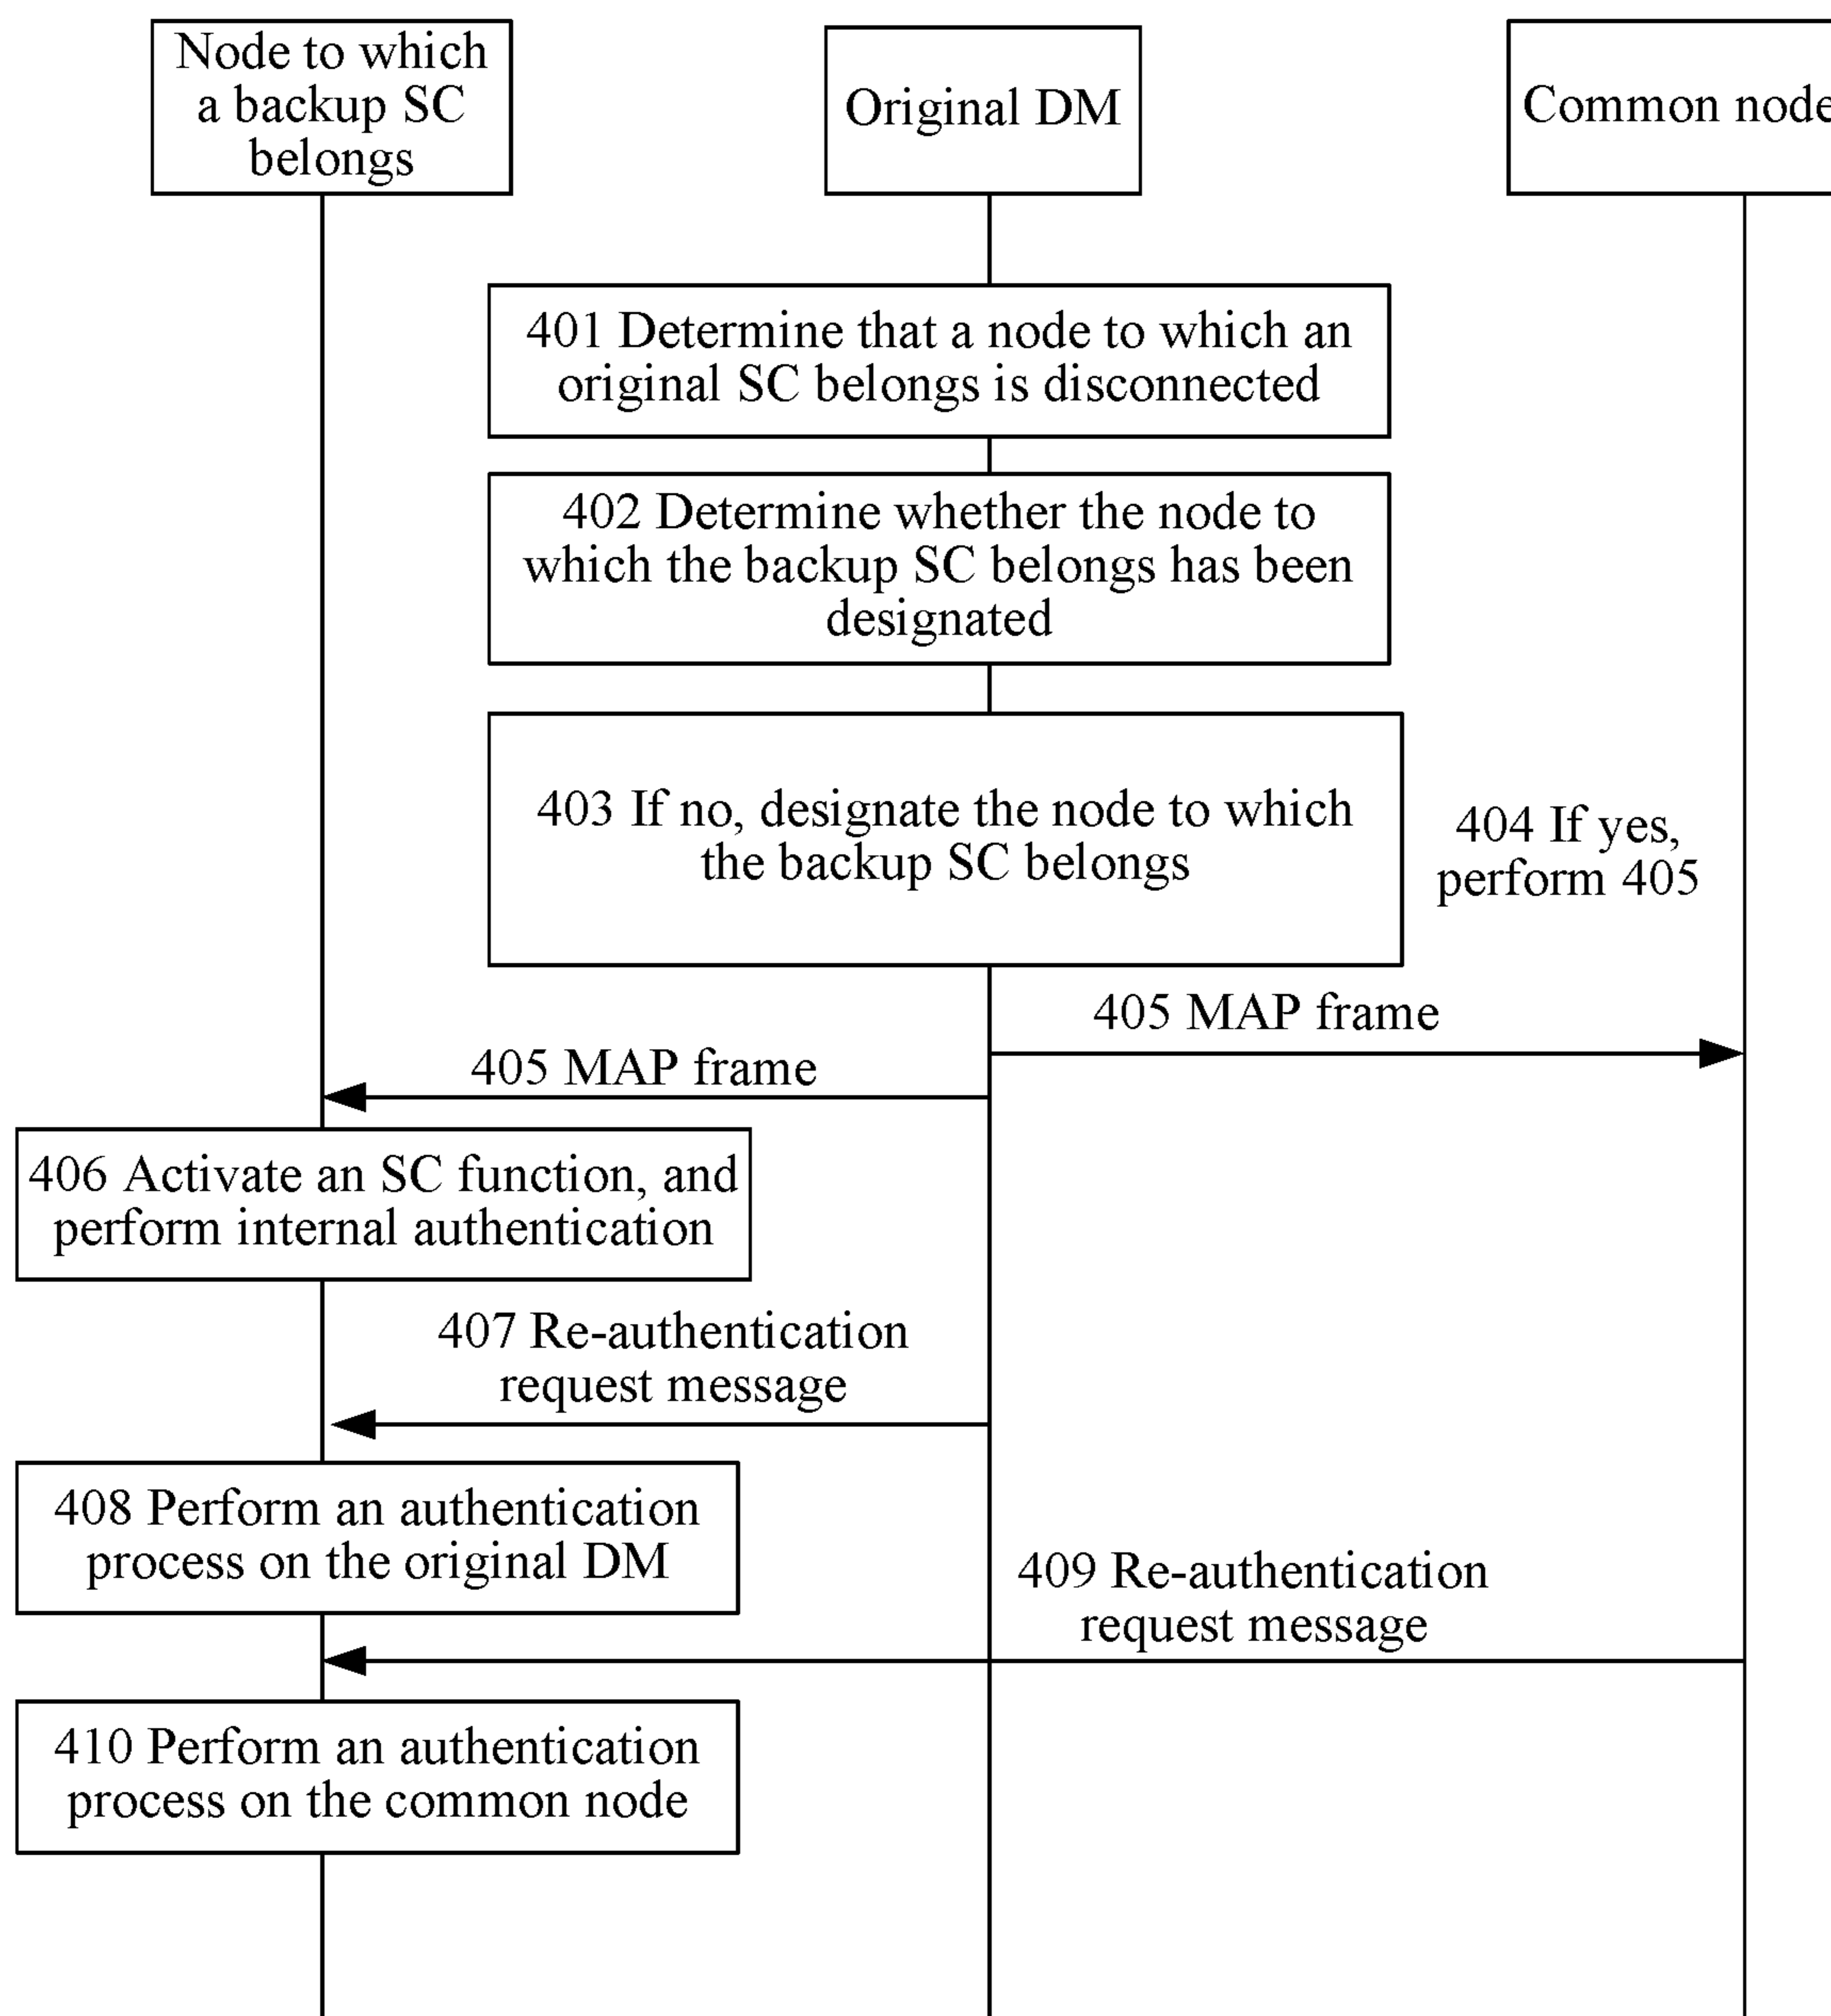 Node to which
a backup SC
belongs
Original DM
Common node
401 Determine that a node to which an
original SC belongs is disconnected
402 Determine whether the node to
which the backup SC belongs has been
designated
403 If no, designate the node to which
the backup SC belongs
404 If yes,
perform 405
405 MAP frame
405 MAP frame
406 Activate an SC function, and
perform internal authentication
407 Re-authentication
request message
408 Perform an authentication
process on the original DM
409 Re-authentication
request message
410 Perform an authentication
process on the common node